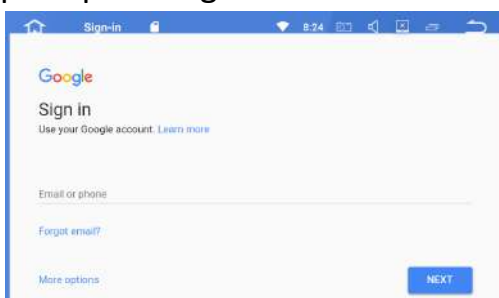 Sign-in 8:24
Google
Sign in
Use your Google account. Learn more
Email or phone
Forgot email?
More options NEXT